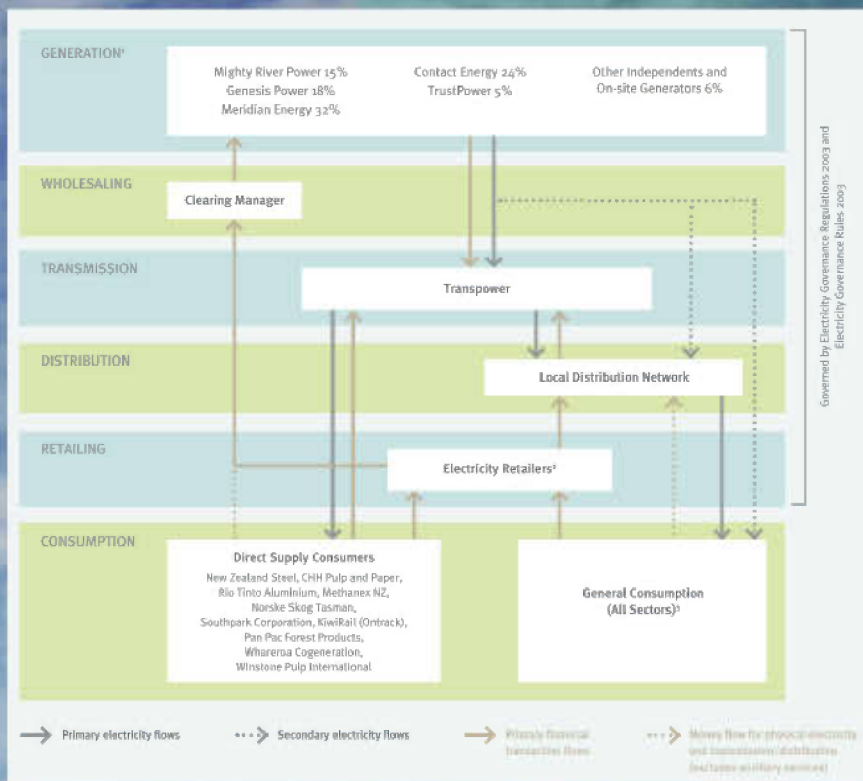 GENERATION¹
Mighty River Power 15%
Genesis Power 18%
Meridian Energy 32%
Contact Energy 24%
TrustPower 5%
Other Independents and
On-site Generators 6%
WHOLESALING
Clearing Manager
TRANSMISSION
Transpower
DISTRIBUTION
Local Distribution Network
RETAILING
Electricity Retailers²
CONSUMPTION
Direct Supply Consumers
New Zealand Steel, CHH Pulp and Paper,
Rio Tinto Aluminium, Methanex NZ,
Norske Skog Tasman,
Southpark Corporation, KiwiRail (Ontrack),
Pan Pac Forest Products,
Whareroa Cogeneration,
Winstone Pulp International
General Consumption
(All Sectors)³
Governed by Electricity Governance Regulations 2003 and
Electricity Governance Rules 2003
Primary electricity flows
Secondary electricity flows
Primary financial
transaction flows
Money flow for physical electricity
and transmission/distribution
(excludes ancillary services)